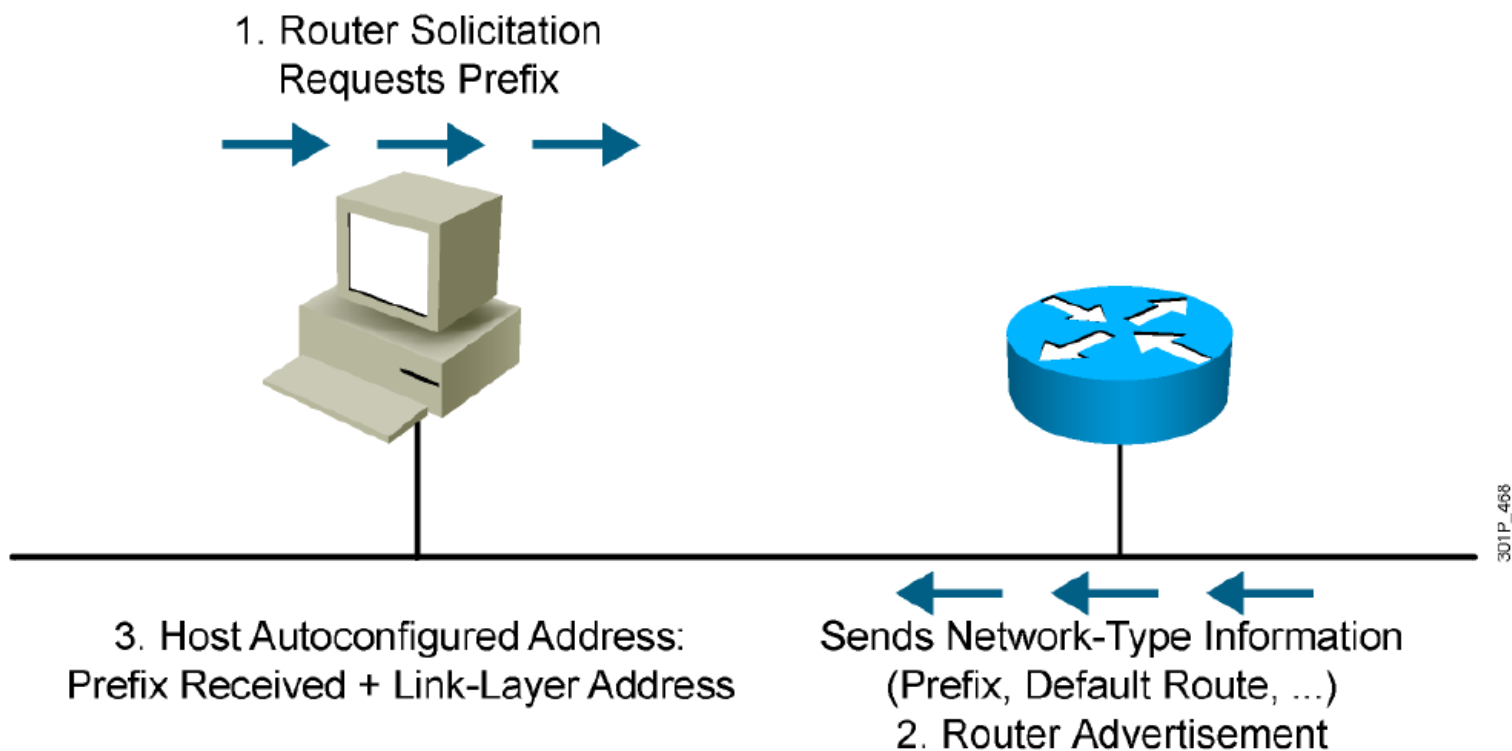 1. Router Solicitation
Requests Prefix
3. Host Autoconfigured Address:
Prefix Received + Link-Layer Address
Sends Network-Type Information
(Prefix, Default Route, ...)
2. Router Advertisement
301P_468